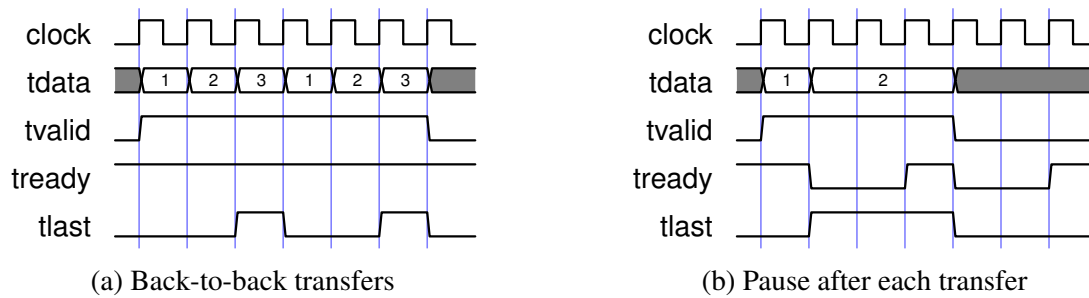 clock
tdata 1 2 3 1 2 3
tvalid
tready
tlast
(a) Back-to-back transfers
clock
tdata 1 2
tvalid
tready
tlast
(b) Pause after each transfer